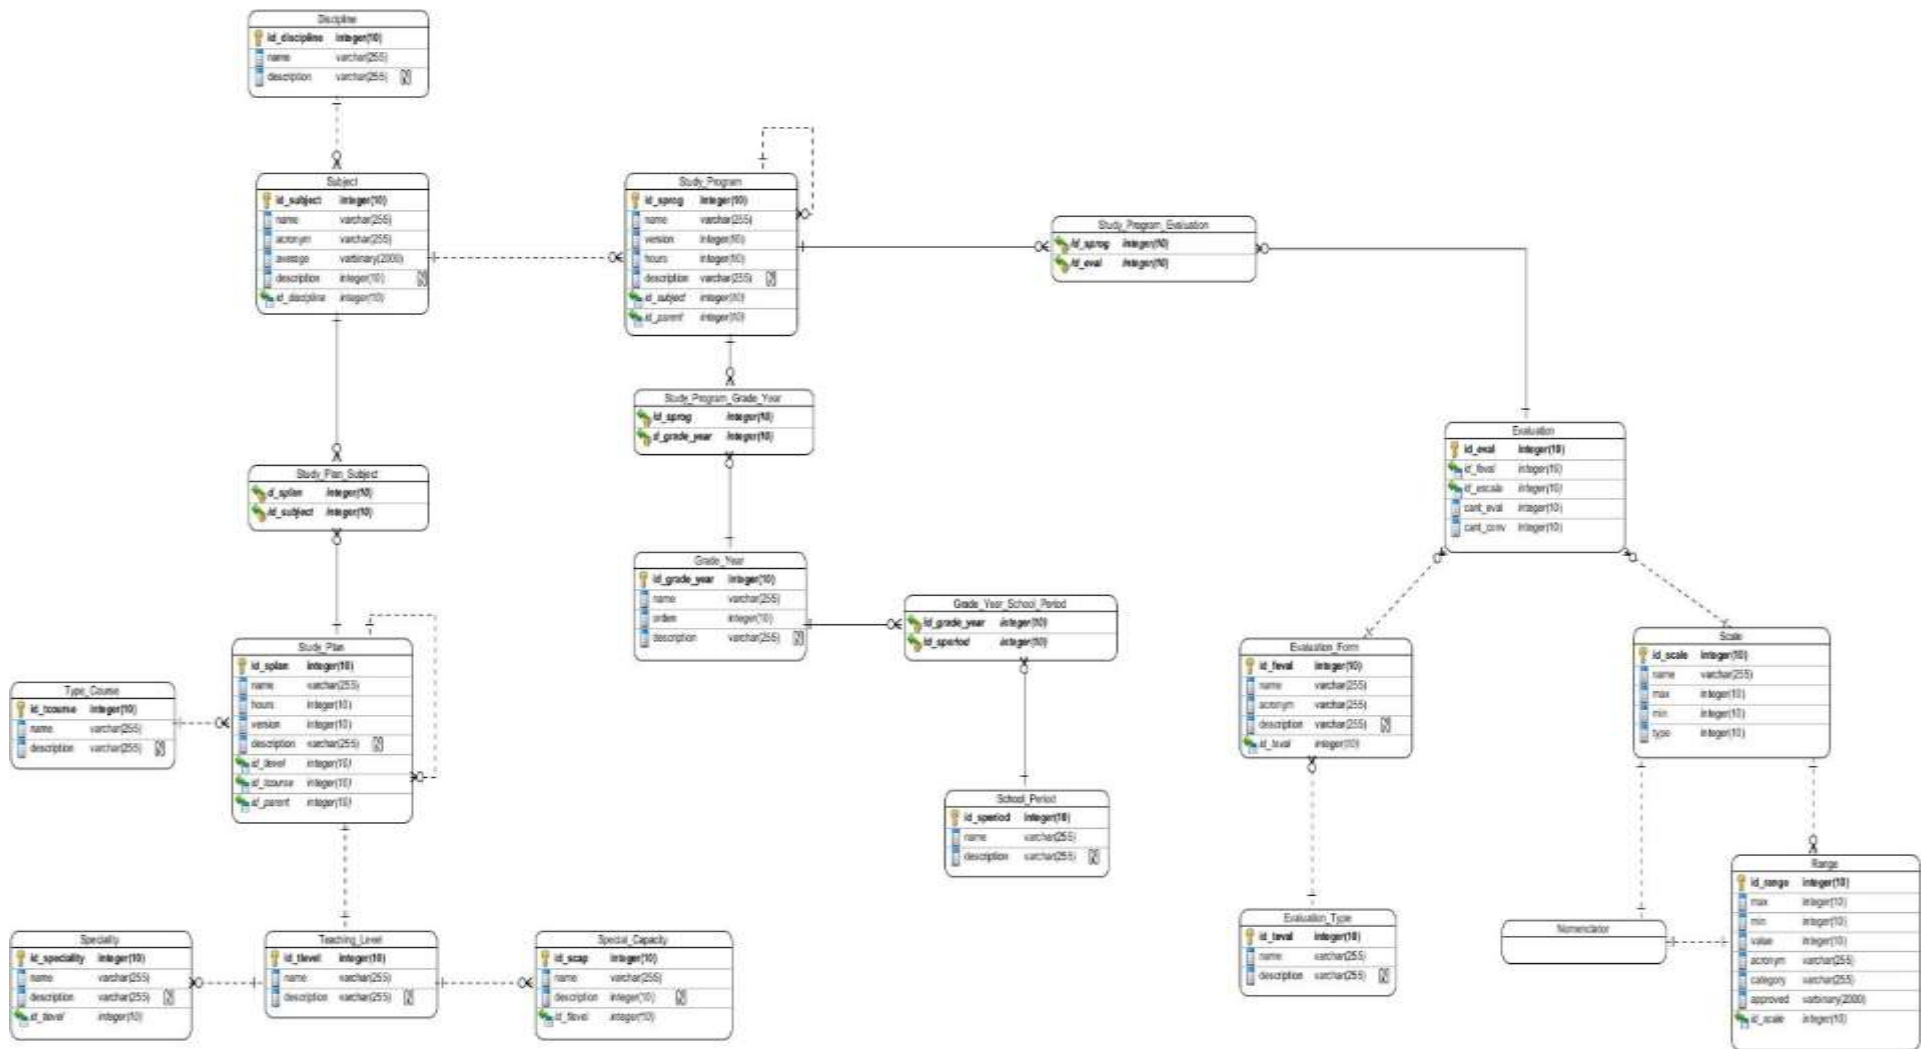 Discipline
id_discipline integer(10)
name varchar(255)
description varchar(255)
Subject
id_subject integer(10)
name varchar(255)
acronym varchar(255)
average varbinary(2000)
description integer(10)
id_discipline integer(10)
Study_Program
id_sprog integer(10)
name varchar(255)
version integer(10)
hours integer(10)
description varchar(255)
id_subject integer(10)
id_parent integer(10)
Study_Program_Evaluation
id_sprog integer(10)
id_eval integer(10)
Study_Program_Grade_Year
id_sprog integer(10)
d_grade_year integer(10)
Evaluation
id_eval integer(10)
id_feval integer(10)
id_escale integer(10)
cant_eval integer(10)
cant_conv integer(10)
Study_Plan_Subject
d_splan integer(10)
id_subject integer(10)
Grade_Year
id_grade_year integer(10)
name varchar(255)
orden integer(10)
description varchar(255)
Grade_Year_School_Period
id_grade_year integer(10)
id_speriod integer(10)
Study_Plan
id_splan integer(10)
name varchar(255)
hours integer(10)
version integer(10)
description varchar(255)
id_tlevel integer(10)
id_tcourse integer(10)
id_parent integer(10)
Type_Course
id_tcourse integer(10)
name varchar(255)
description varchar(255)
Evaluation_Form
id_feval integer(10)
name varchar(255)
acronym varchar(255)
description varchar(255)
id_teval integer(10)
Scale
id_scale integer(10)
name varchar(255)
max integer(10)
min integer(10)
type integer(10)
School_Period
id_speriod integer(10)
name varchar(255)
description varchar(255)
Range
id_range integer(10)
max integer(10)
min integer(10)
value integer(10)
acronym varchar(255)
category varchar(255)
approved varbinary(2000)
id_scale integer(10)
Nomenclator
Evaluation_Type
id_teval integer(10)
name varchar(255)
description varchar(255)
Speciality
id_speciality integer(10)
name varchar(255)
description varchar(255)
id_tlevel integer(10)
Teaching_Level
id_tlevel integer(10)
name varchar(255)
description varchar(255)
Special_Capacity
id_scap integer(10)
name varchar(255)
description integer(10)
id_tlevel integer(10)